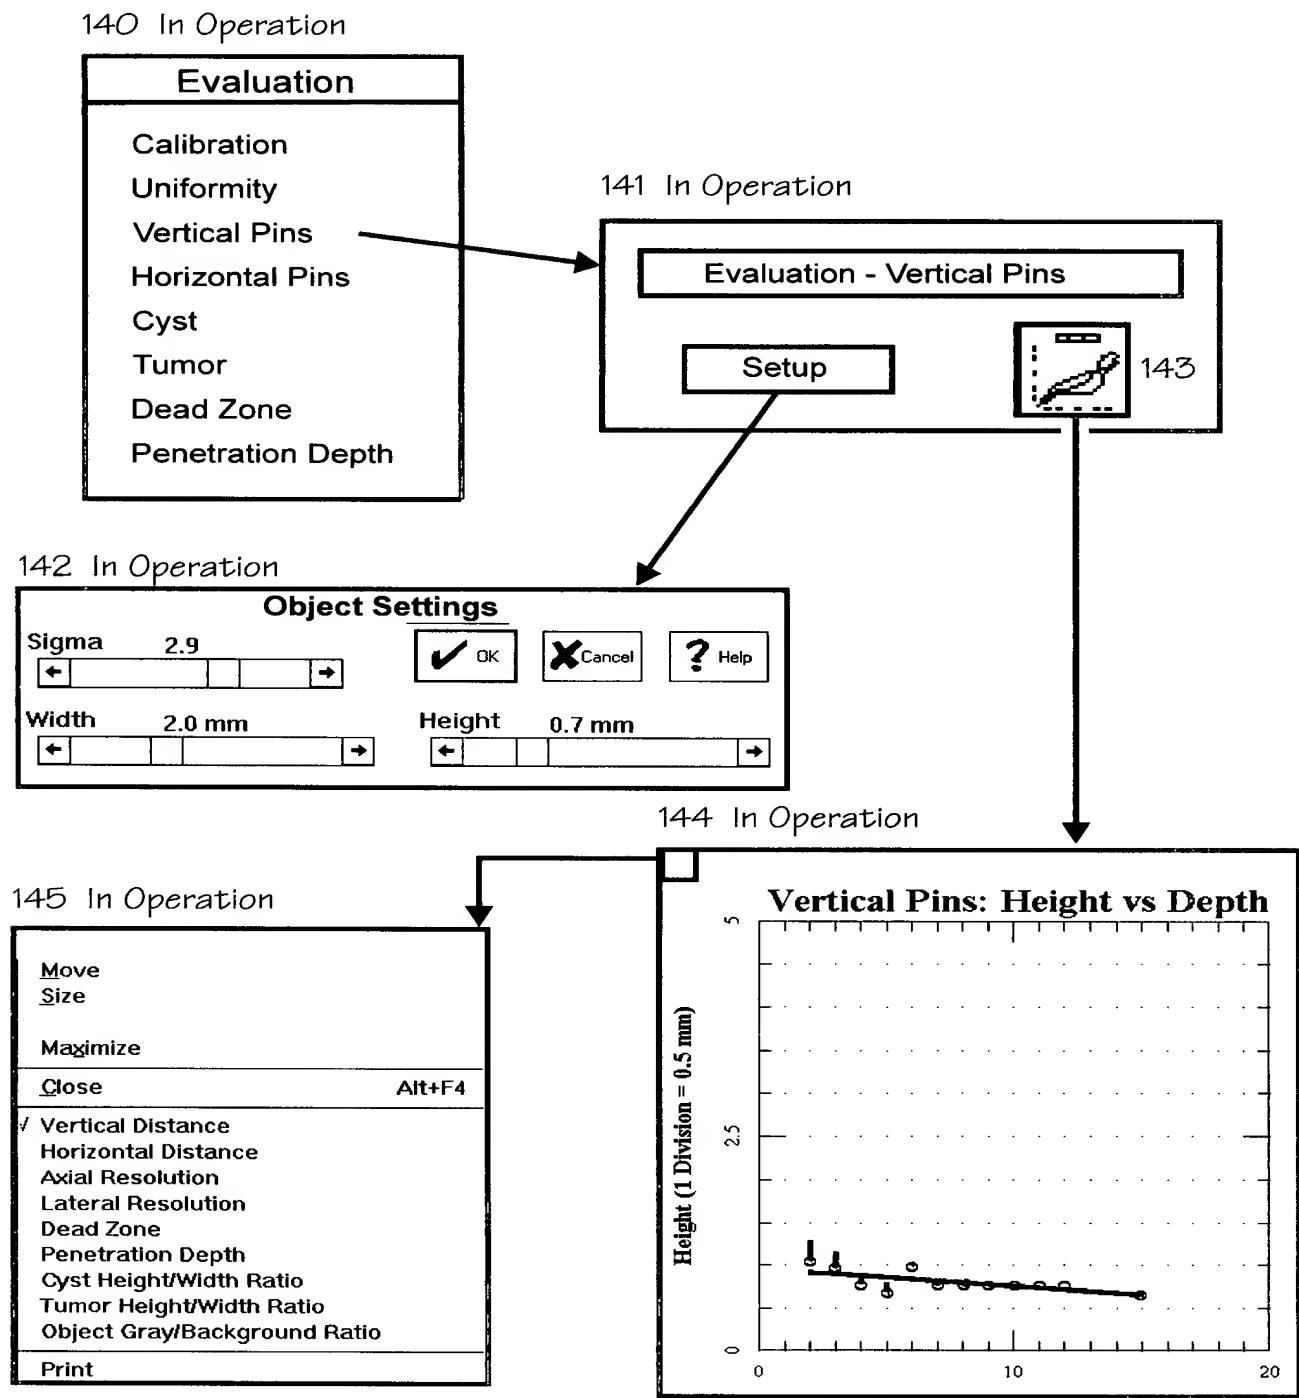 140 In Operation
Evaluation
Calibration
Uniformity
Vertical Pins
Horizontal Pins
Cyst
Tumor
Dead Zone
Penetration Depth
141 In Operation
Evaluation - Vertical Pins
Setup
143
142 In Operation
Object Settings
Sigma 2.9
OK
Cancel
? Help
Width 2.0 mm
Height 0.7 mm
144 In Operation
Vertical Pins: Height vs Depth
Height (1 Division = 0.5 mm)
5
2.5
0
0 10 20
145 In Operation
Move
Size
Maximize
Close Alt+F4
√ Vertical Distance
Horizontal Distance
Axial Resolution
Lateral Resolution
Dead Zone
Penetration Depth
Cyst Height/Width Ratio
Tumor Height/Width Ratio
Object Gray/Background Ratio
Print